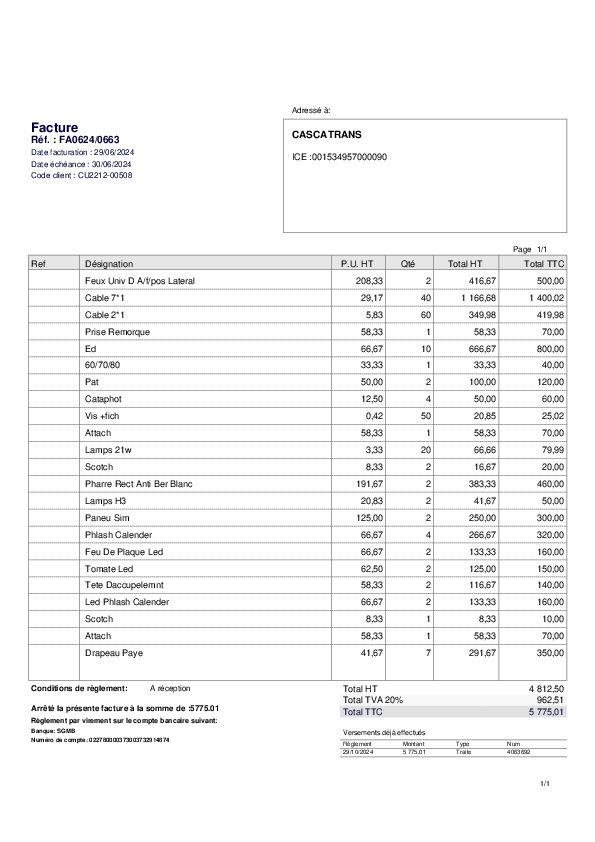 Adressé à:
Facture
Réf. : FA0624/0663
Date facturation : 29/06/2024
Date échéance : 30/06/2024
Code client : CU2212-00508
CASCATRANS
ICE :001534957000090
Page 1/1
Ref Désignation P.U. HT Qté Total HT Total TTC
Feux Univ D A/f/pos Lateral 208,33 2 416,67 500,00
Cable 7*1 29,17 40 1 166,68 1 400,02
Cable 2*1 5,83 60 349,98 419,98
Prise Remorque 58,33 1 58,33 70,00
Ed 66,67 10 666,67 800,00
60/70/80 33,33 1 33,33 40,00
Pat 50,00 2 100,00 120,00
Cataphot 12,50 4 50,00 60,00
Vis +fich 0,42 50 20,85 25,02
Attach 58,33 1 58,33 70,00
Lamps 21w 3,33 20 66,66 79,99
Scotch 8,33 2 16,67 20,00
Pharre Rect Anti Ber Blanc 191,67 2 383,33 460,00
Lamps H3 20,83 2 41,67 50,00
Paneu Sim 125,00 2 250,00 300,00
Phlash Calender 66,67 4 266,67 320,00
Feu De Plaque Led 66,67 2 133,33 160,00
Tomate Led 62,50 2 125,00 150,00
Tete Daccupelemnt 58,33 2 116,67 140,00
Led Phlash Calender 66,67 2 133,33 160,00
Scotch 8,33 1 8,33 10,00
Attach 58,33 1 58,33 70,00
Drapeau Paye 41,67 7 291,67 350,00
Conditions de règlement: A réception
Total HT 4 812,50
Total TVA 20% 962,51
Total TTC 5 775,01
Arrêté la présente facture à la somme de :5775.01
Règlement par virement sur le compte bancaire suivant:
Banque: SGMB
Numéro de compte: 022780000373003732914874
Versements déjà effectués
Règlement Montant Type Num
29/10/2024 5 775,01 Traite 4063692
1/1